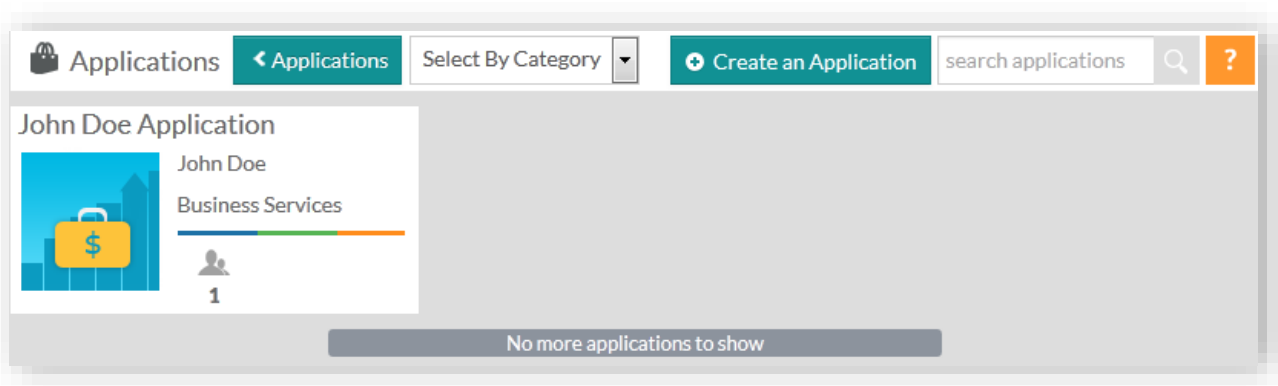 Applications
Applications
Select By Category
Create an Application
search applications
?
John Doe Application
John Doe
Business Services
$
1
No more applications to show